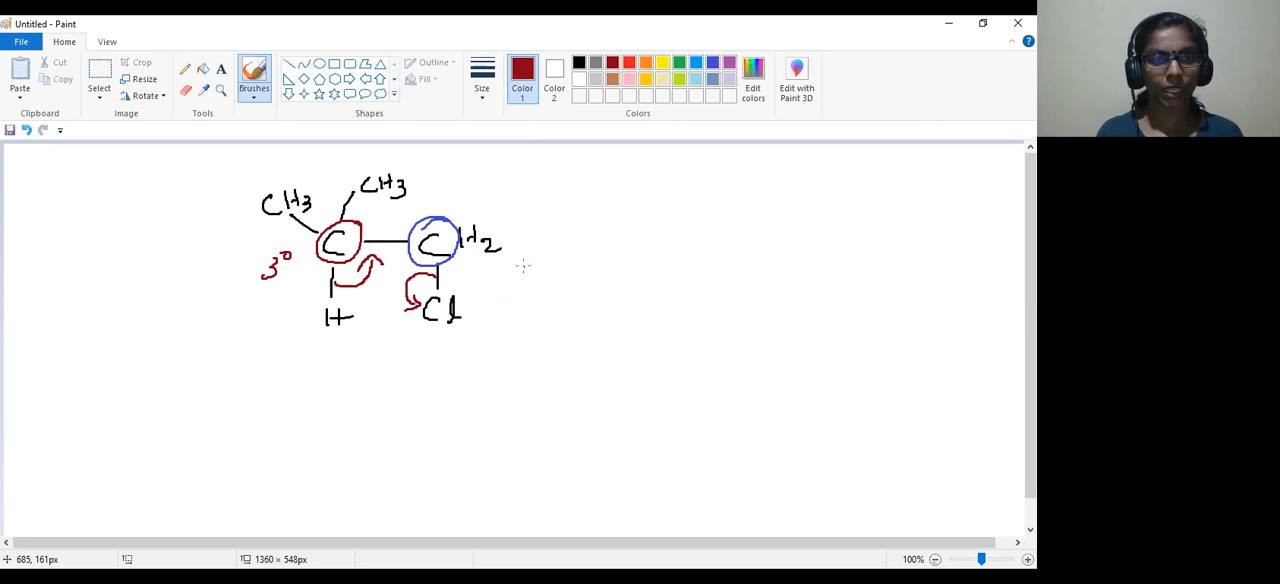 Untitled - Paint
File Home View
Paste
Cut
Copy
Clipboard
Select
Crop
Resize
Rotate
Image
A
Tools
Brushes
Outline
Fill
Shapes
Size
Color 1
Color 2
Edit colors
Edit with Paint 3D
Colors
CH3 CH3
C C H2
3°
H Cl
685, 161px
1360 × 548px
100%